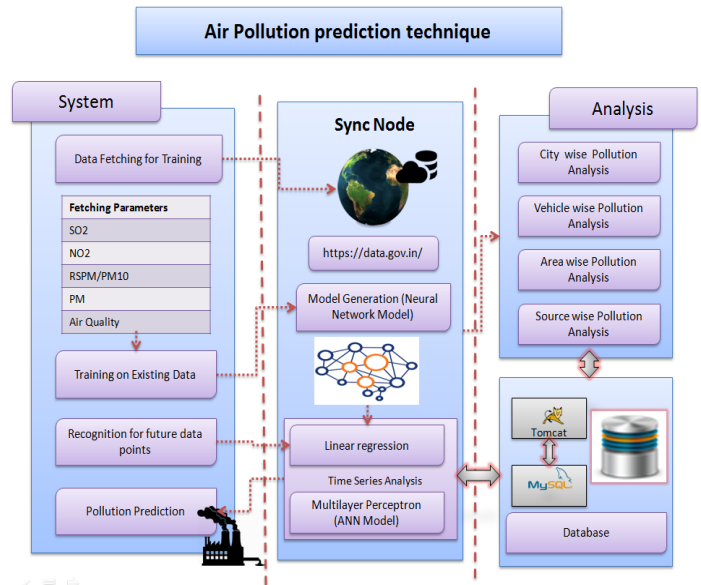 Air Pollution prediction technique
System
Data Fetching for Training
Fetching Parameters
SO2
NO2
RSPM/PM10
PM
Air Quality
Training on Existing Data
Recognition for future data
points
Pollution Prediction
Sync Node
https://data.gov.in/
Model Generation (Neural
Network Model)
Linear regression
Time Series Analysis
Multilayer Perceptron
(ANN Model)
Analysis
City wise Pollution
Analysis
Vehicle wise Pollution
Analysis
Area wise Pollution
Analysis
Source wise Pollution
Analysis
Tomcat
MySQL
Database